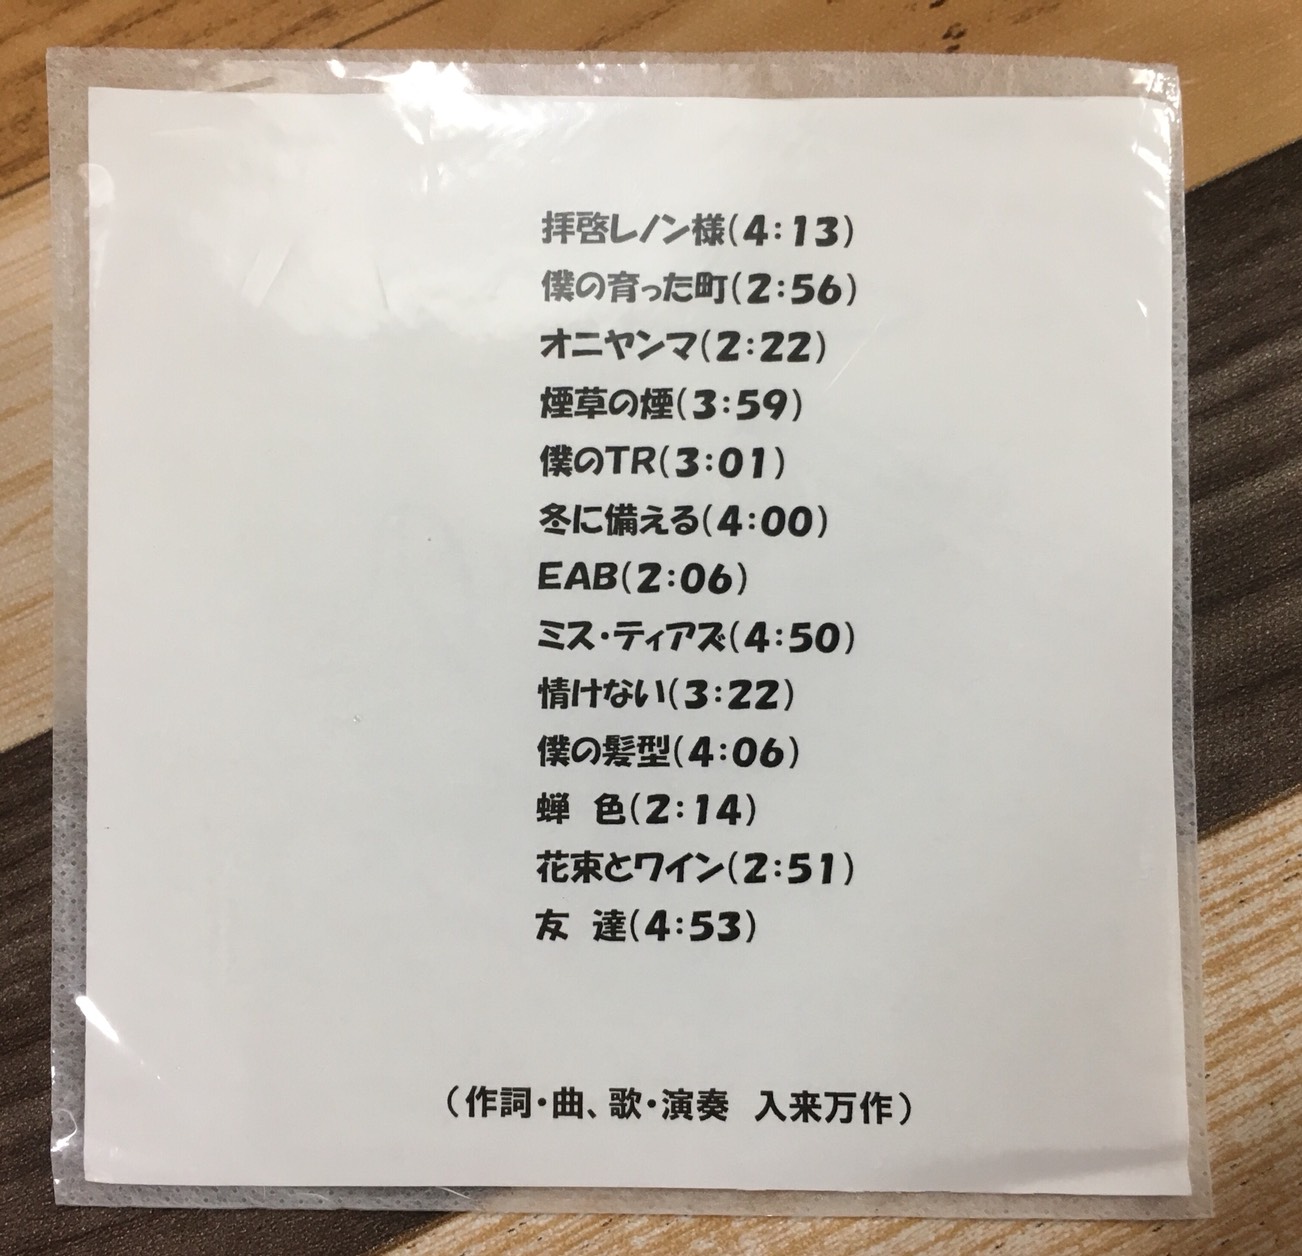 拝啓レノン様(4:13)
僕の育った町(2:56)
オニヤンマ(2:22)
煙草の煙(3:59)
僕のTR(3:01)
冬に備える(4:00)
EAB(2:06)
ミス・ティアズ(4:50)
情けない(3:22)
僕の髪型(4:06)
蝉　色(2:14)
花束とワイン(2:51)
友　達(4:53)
（作詞・曲、歌・演奏　入来万作）